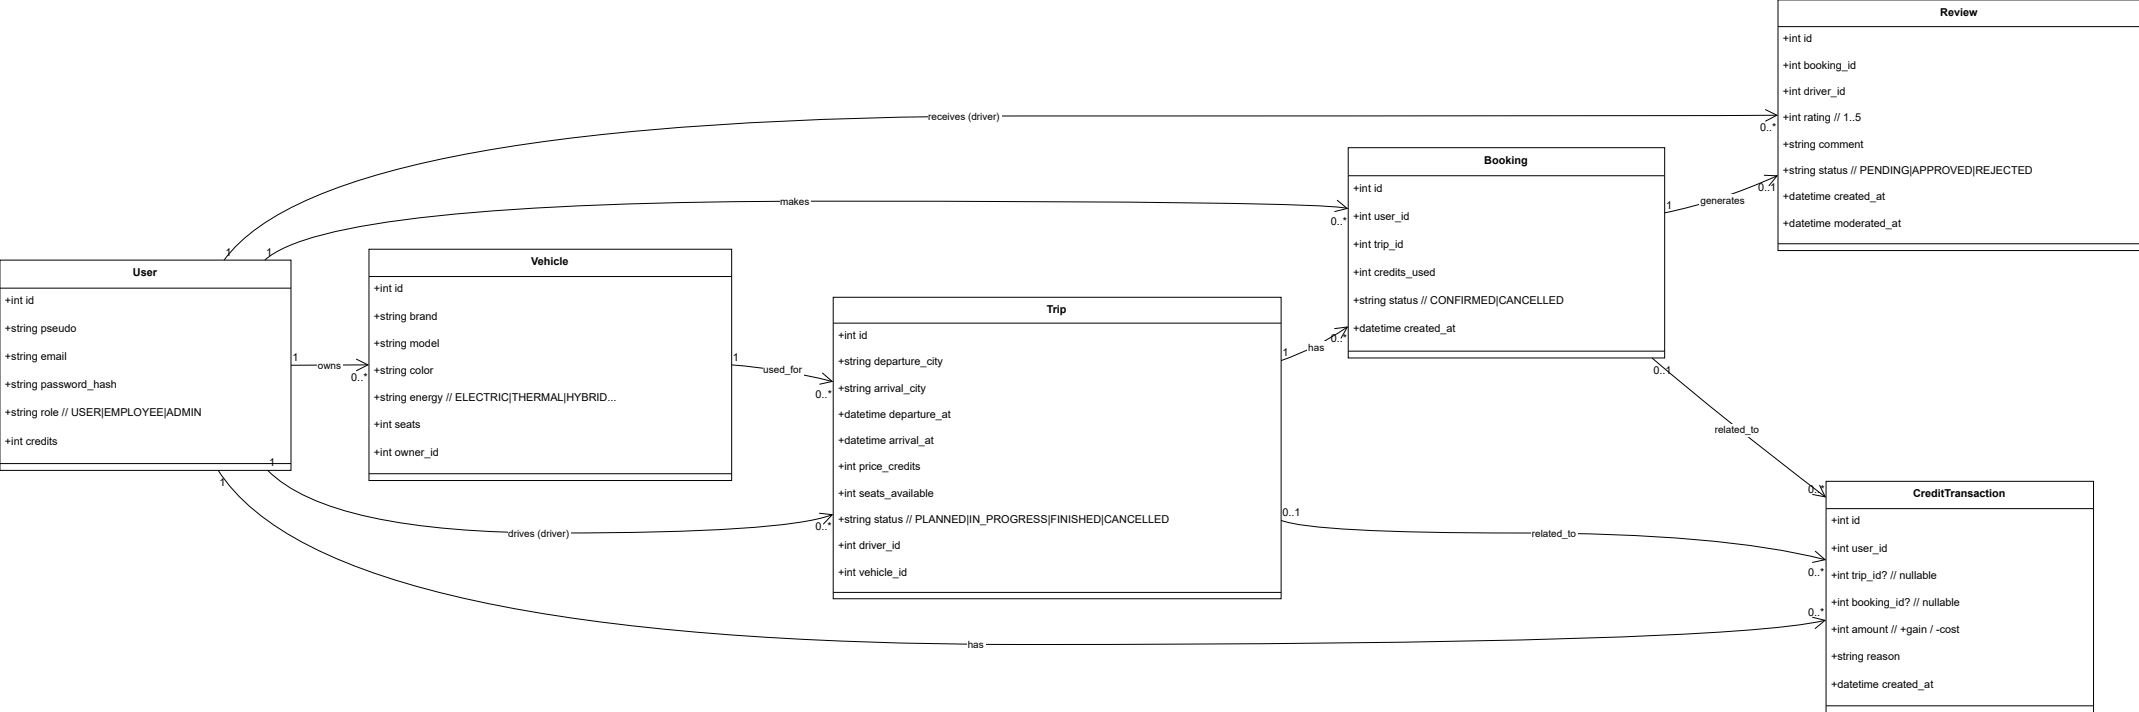 Review
+int id
+int booking_id
+int driver_id
+int rating // 1..5
+string comment
+string status // PENDING|APPROVED|REJECTED
+datetime created_at
+datetime moderated_at
receives (driver)
1
0..*
makes
1
0..*
Booking
+int id
+int user_id
+int trip_id
+int credits_used
+string status // CONFIRMED|CANCELLED
+datetime created_at
generates
1
0..1
User
+int id
+string pseudo
+string email
+string password_hash
+string role // USER|EMPLOYEE|ADMIN
+int credits
owns
1
0..*
Vehicle
+int id
+string brand
+string model
+string color
+string energy // ELECTRIC|THERMAL|HYBRID...
+int seats
+int owner_id
used_for
1
0..*
Trip
+int id
+string departure_city
+string arrival_city
+datetime departure_at
+datetime arrival_at
+int price_credits
+int seats_available
+string status // PLANNED|IN_PROGRESS|FINISHED|CANCELLED
+int driver_id
+int vehicle_id
has
1
0..*
related_to
0..1
0..*
drives (driver)
1
0..*
related_to
0..1
0..*
has
1
0..*
CreditTransaction
+int id
+int user_id
+int trip_id? // nullable
+int booking_id? // nullable
+int amount // +gain / -cost
+string reason
+datetime created_at